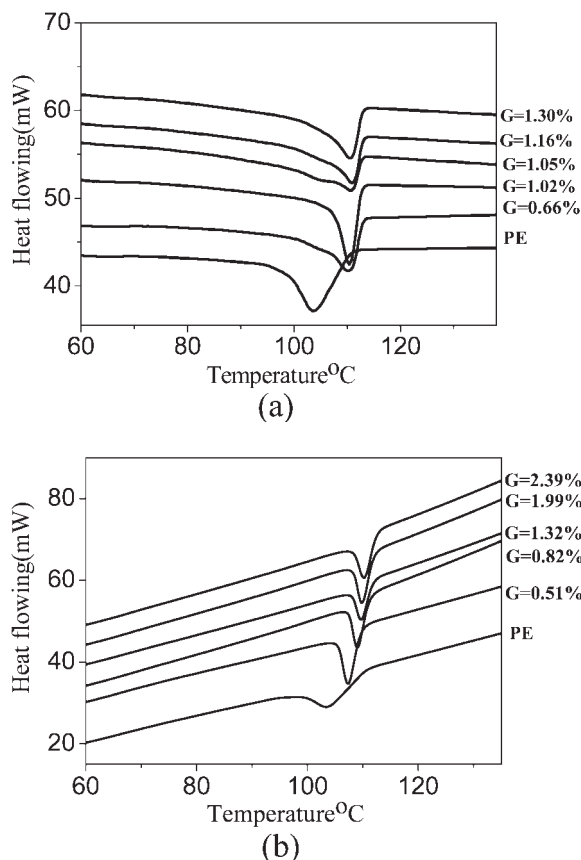 70
60
50
40
Heat flowing(mW)
G=1.30%
G=1.16%
G=1.05%
G=1.02%
G=0.66%
PE
60 80 100 120
Temperature°C
(a)
80
60
40
20
Heat flowing(mW)
G=2.39%
G=1.99%
G=1.32%
G=0.82%
G=0.51%
PE
60 80 100 120
Temperature°C
(b)